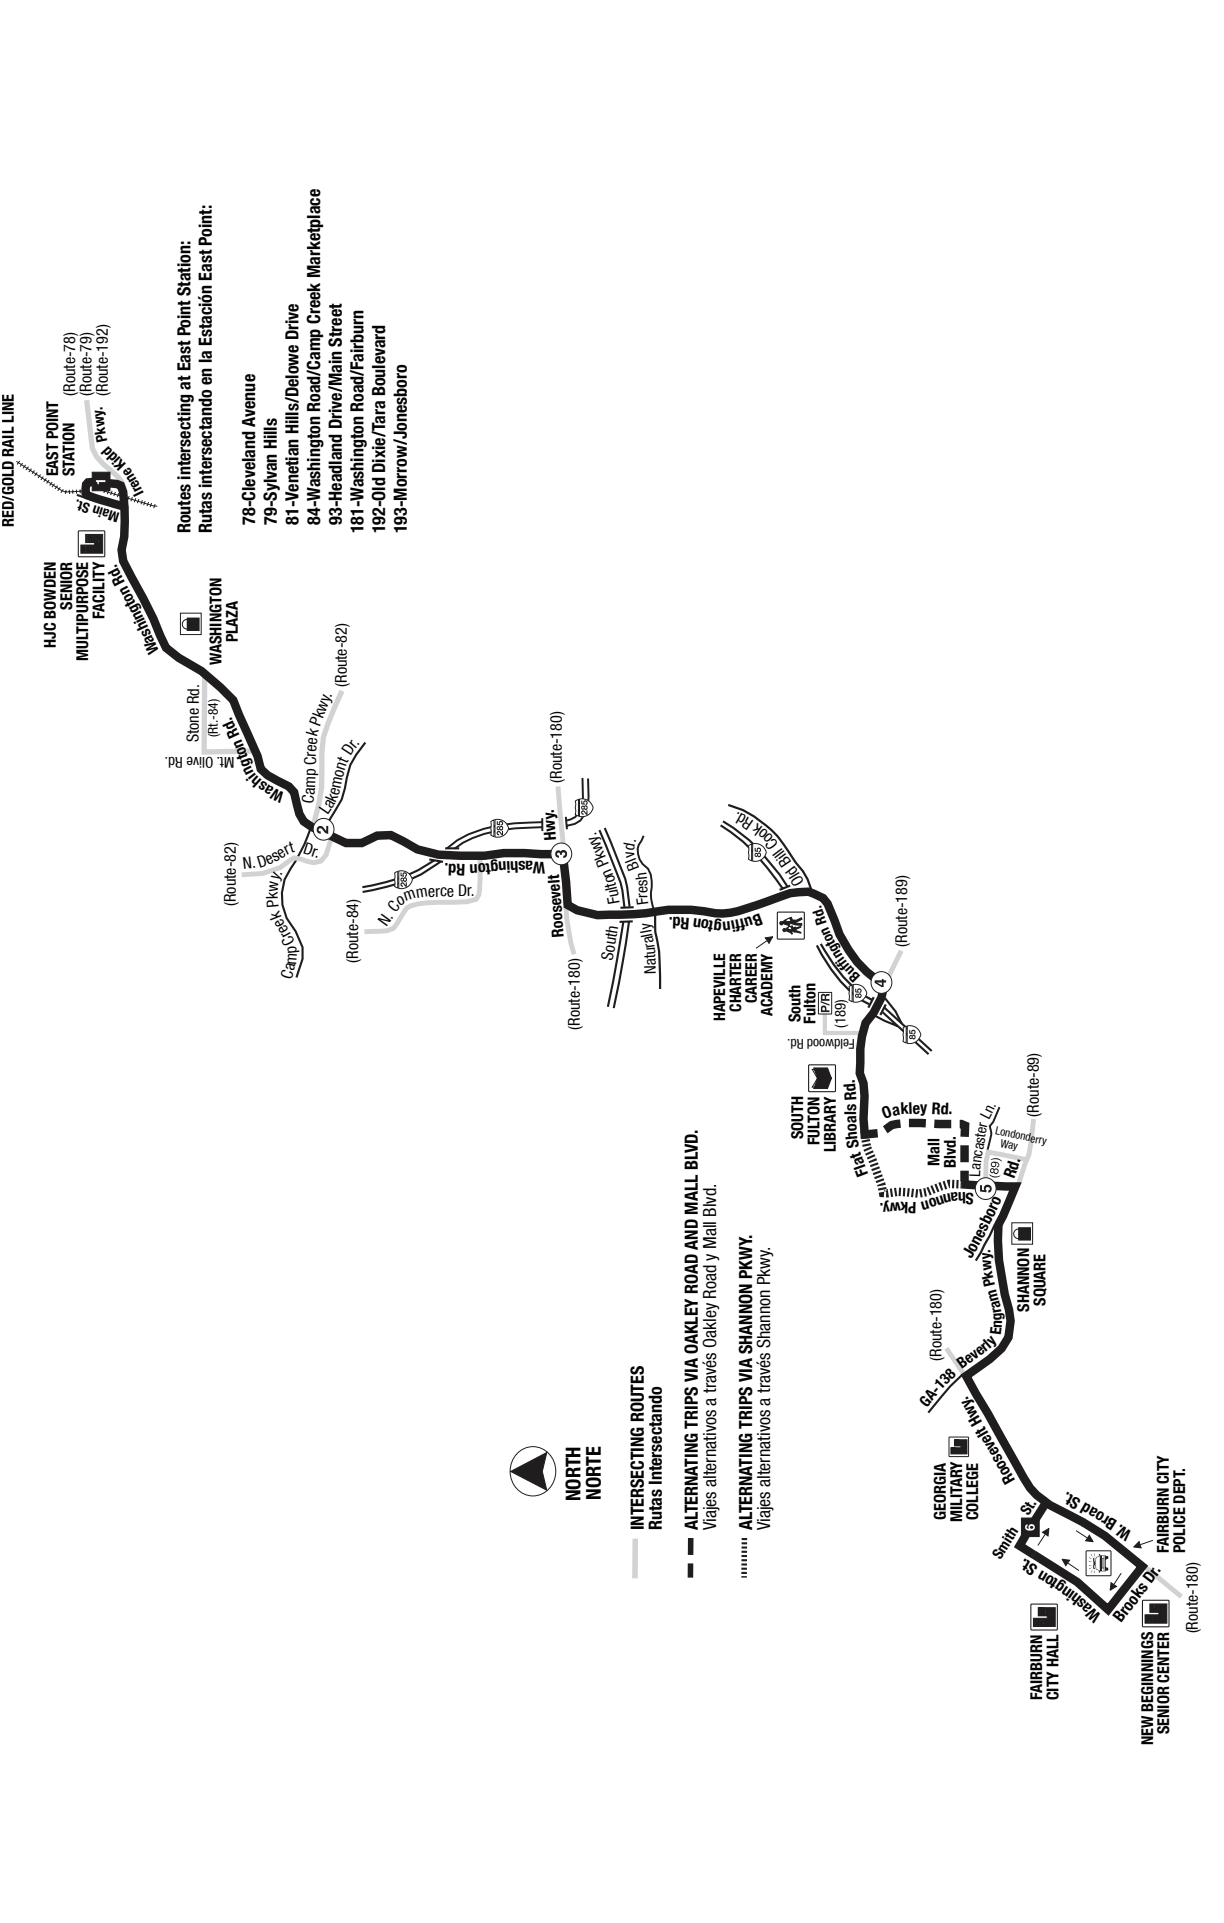 RED/GOLD RAIL LINE
EAST POINT
STATION
(Route-78)
(Route-79)
(Route-192)
Irene Kidd Pkwy.
Main St.
1
HJC BOWDEN
SENIOR
MULTIPURPOSE
FACILITY
Washington Rd.
WASHINGTON
PLAZA
Routes intersecting at East Point Station:
Rutas intersectando en la Estación East Point:
78-Cleveland Avenue
79-Sylvan Hills
81-Venetian Hills/Delowe Drive
84-Washington Road/Camp Creek Marketplace
93-Headland Drive/Main Street
181-Washington Road/Fairburn
192-Old Dixie/Tara Boulevard
193-Morrow/Jonesboro
Stone Rd.
(Rt.-84)
Mt. Olive Rd.
Washington Rd.
Camp Creek Pkwy.
(Route-82)
Lakemont Dr.
2
(Route-82)
N. Desert Dr.
Camp Creek Pkwy.
(Route-84)
N. Commerce Dr.
285
285
285
Washington Rd.
(Route-180)
Roosevelt Hwy.
3
(Route-180)
South Fulton Pkwy.
Naturally Fresh Blvd.
Buffington Rd.
85
Old Bill Cook Rd.
HAPEVILLE
CHARTER
CAREER
ACADEMY
Buffington Rd.
(Route-189)
4
South
Fulton
P/R
(189)
85
85
Feldwood Rd.
SOUTH
FULTON
LIBRARY
Flat Shoals Rd.
Oakley Rd.
Mall
Blvd.
Shannon Pkwy.
Lancaster Ln.
(89)
Londonderry
Way
(Route-89)
5
Jonesboro Rd.
SHANNON
SQUARE
Beverly Engram Pkwy.
(Route-180)
GA-138
Roosevelt Hwy.
GEORGIA
MILITARY
COLLEGE
Smith St.
6
W. Broad St.
Washington St.
Brooks Dr.
FAIRBURN CITY
POLICE DEPT.
(Route-180)
FAIRBURN
CITY HALL
NEW BEGINNINGS
SENIOR CENTER
NORTH
NORTE
INTERSECTING ROUTES
Rutas Intersectando
ALTERNATING TRIPS VIA OAKLEY ROAD AND MALL BLVD.
Viajes alternativos a través Oakley Road y Mall Blvd.
ALTERNATING TRIPS VIA SHANNON PKWY.
Viajes alternativos a través Shannon Pkwy.